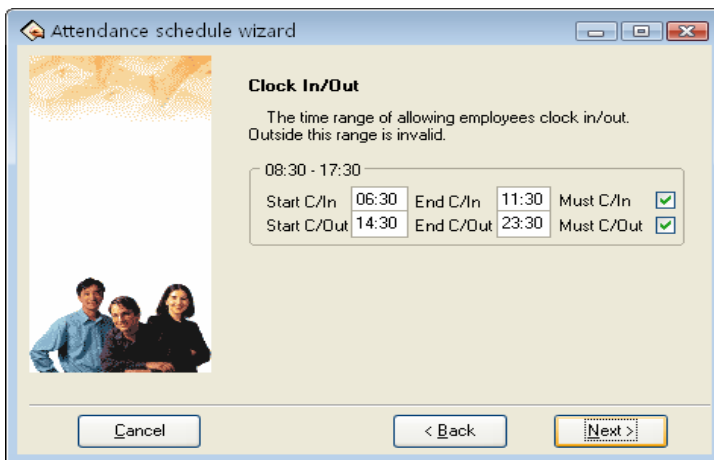 Attendance schedule wizard
Clock In/Out
The time range of allowing employees clock in/out.
Outside this range is invalid.
08:30 - 17:30
Start C/In 06:30 End C/In 11:30 Must C/In
Start C/Out 14:30 End C/Out 23:30 Must C/Out
Cancel < Back Next >